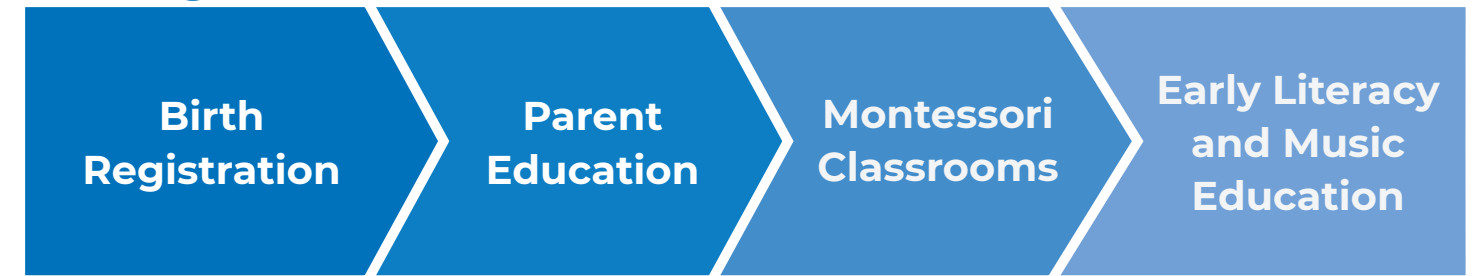 Birth
Registration
Parent
Education
Montessori
Classrooms
Early Literacy
and Music
Education